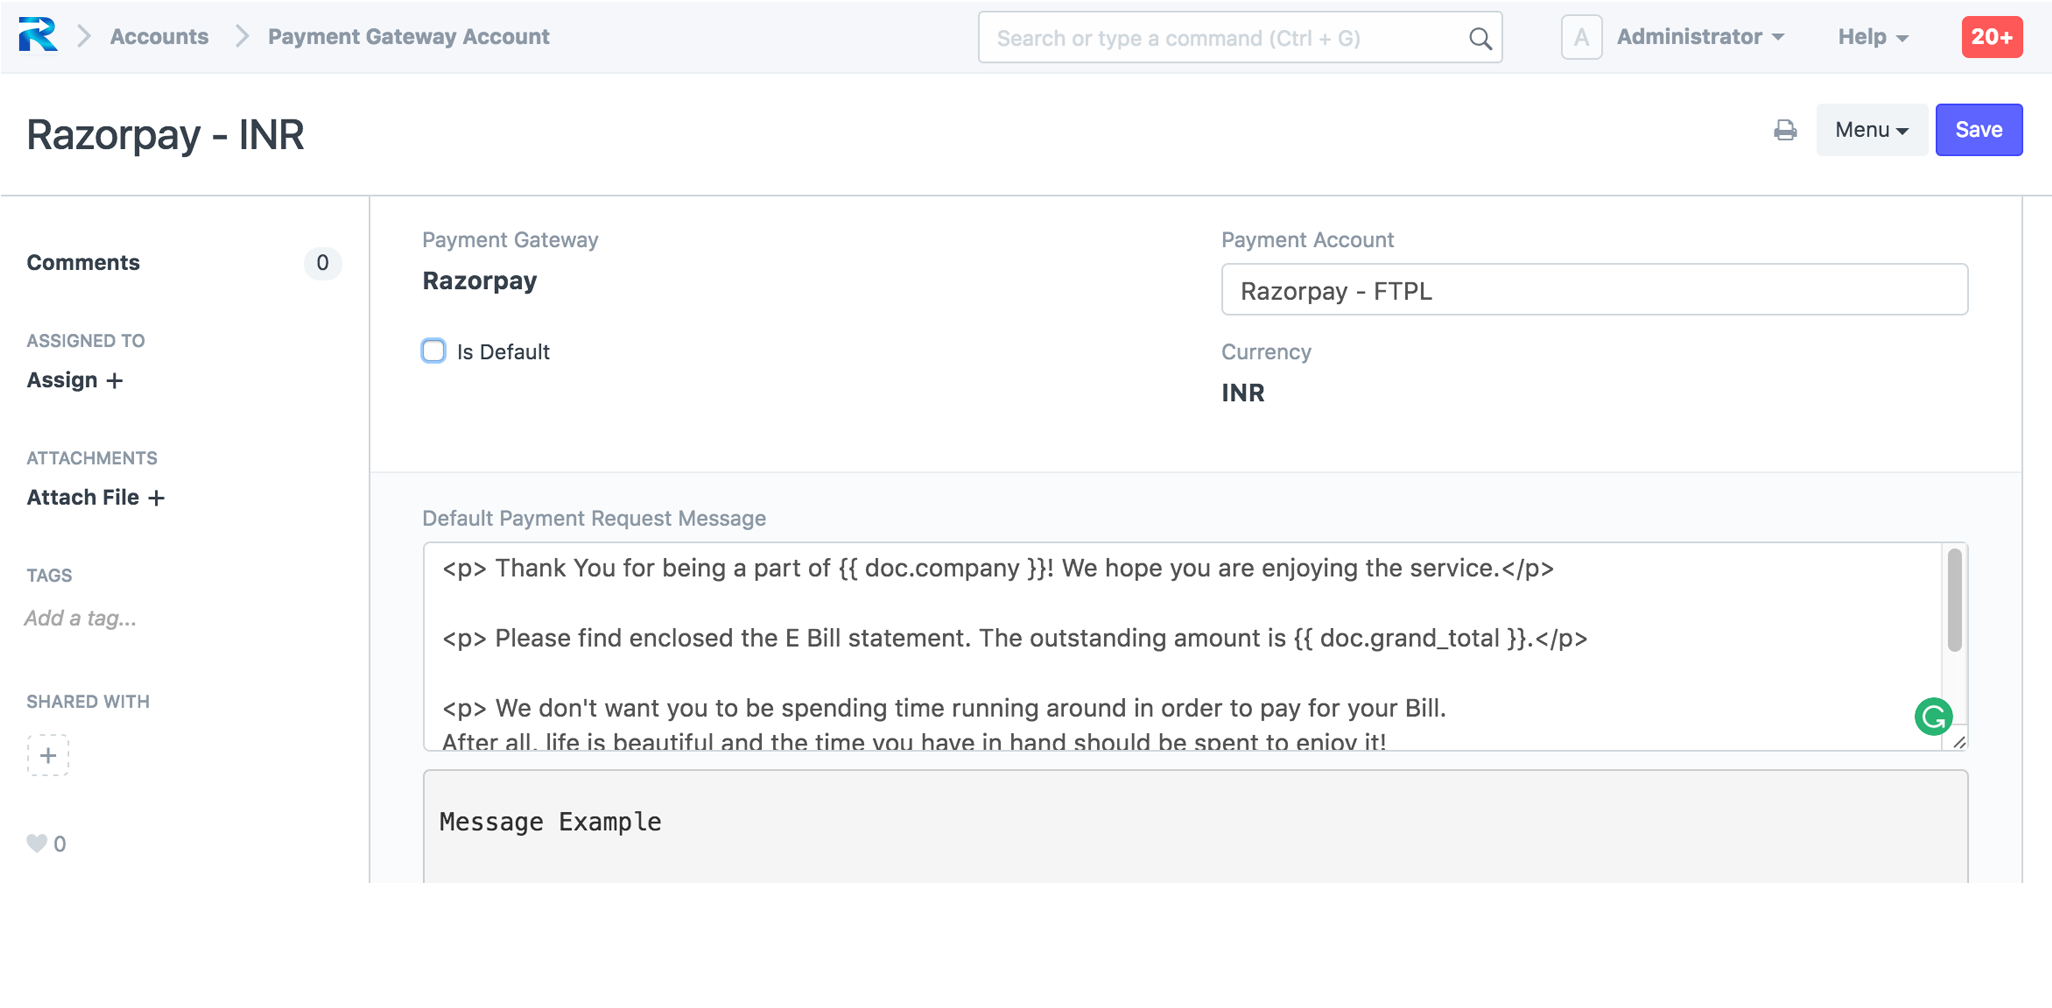 Accounts
Payment Gateway Account
Search or type a command (Ctrl + G)
A
Administrator
Help
20+
Razorpay - INR
Menu
Save
Comments
0
ASSIGNED TO
Assign +
ATTACHMENTS
Attach File +
TAGS
Add a tag...
SHARED WITH
+
0
Payment Gateway
Razorpay
Is Default
Payment Account
Razorpay - FTPL
Currency
INR
Default Payment Request Message
<p> Thank You for being a part of {{ doc.company }}! We hope you are enjoying the service.</p>
<p> Please find enclosed the E Bill statement. The outstanding amount is {{ doc.grand_total }}.</p>
<p> We don't want you to be spending time running around in order to pay for your Bill.
After all, life is beautiful and the time you have in hand should be spent to enjoy it!
Message Example